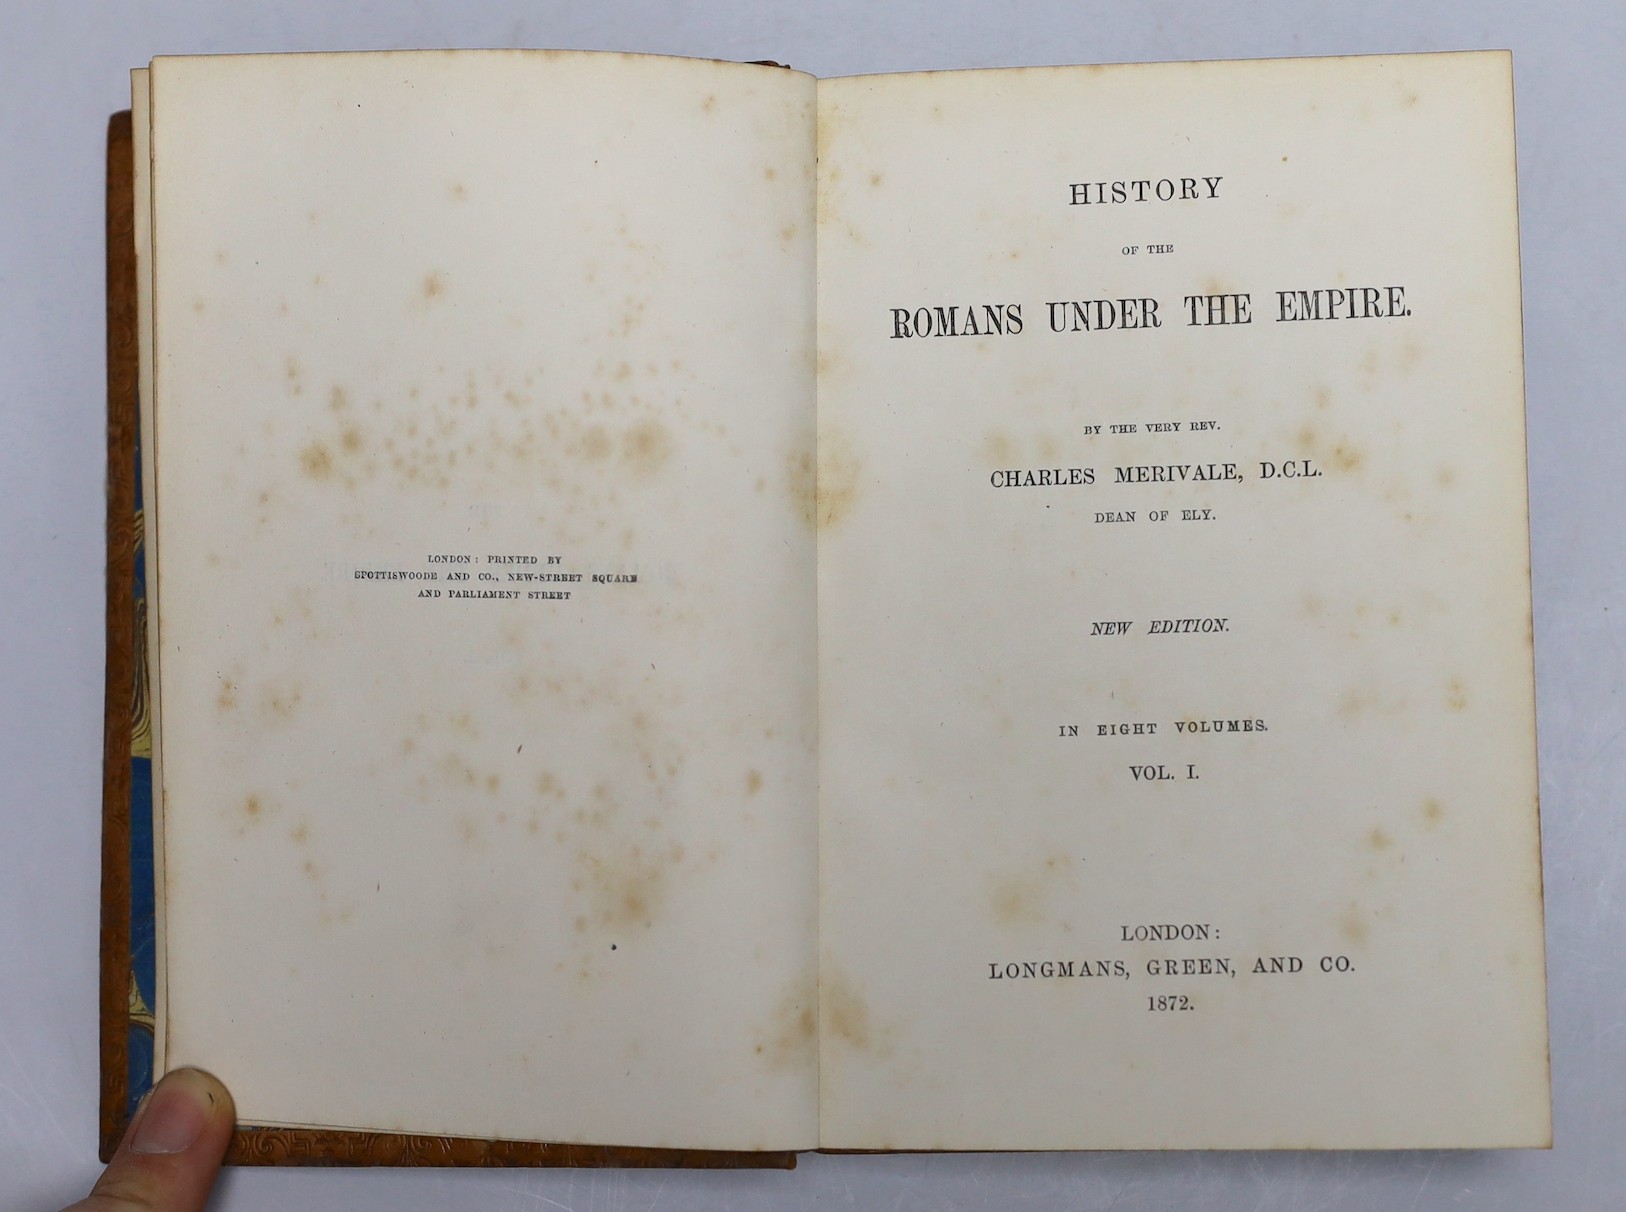 LONDON: PRINTED BY
SPOTTISWOODE AND CO., NEW-STREET SQUARE
AND PARLIAMENT STREET
HISTORY
OF THE
ROMANS UNDER THE EMPIRE.
BY THE VERY REV.
CHARLES MERIVALE, D.C.L.
DEAN OF ELY.
NEW EDITION.
IN EIGHT VOLUMES.
VOL. I.
LONDON:
LONGMANS, GREEN, AND CO.
1872.